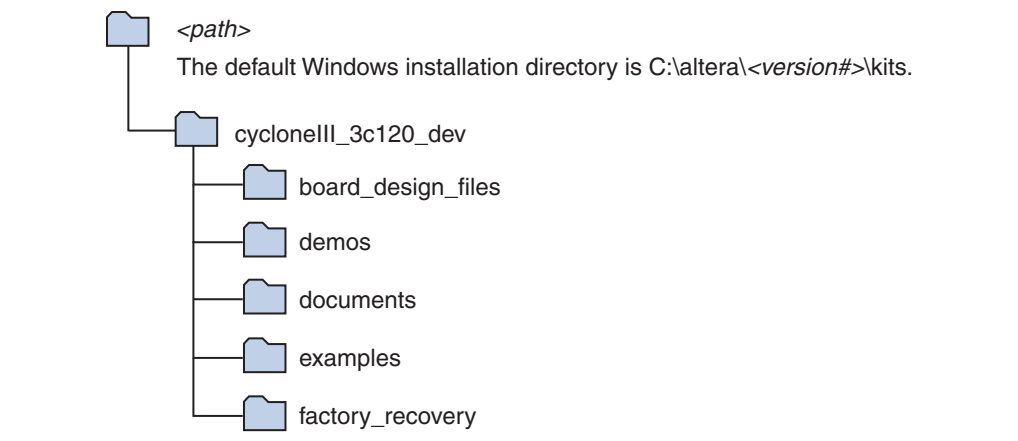 <path>
The default Windows installation directory is C:\altera\<version#>\kits.
cycloneIII_3c120_dev
board_design_files
demos
documents
examples
factory_recovery